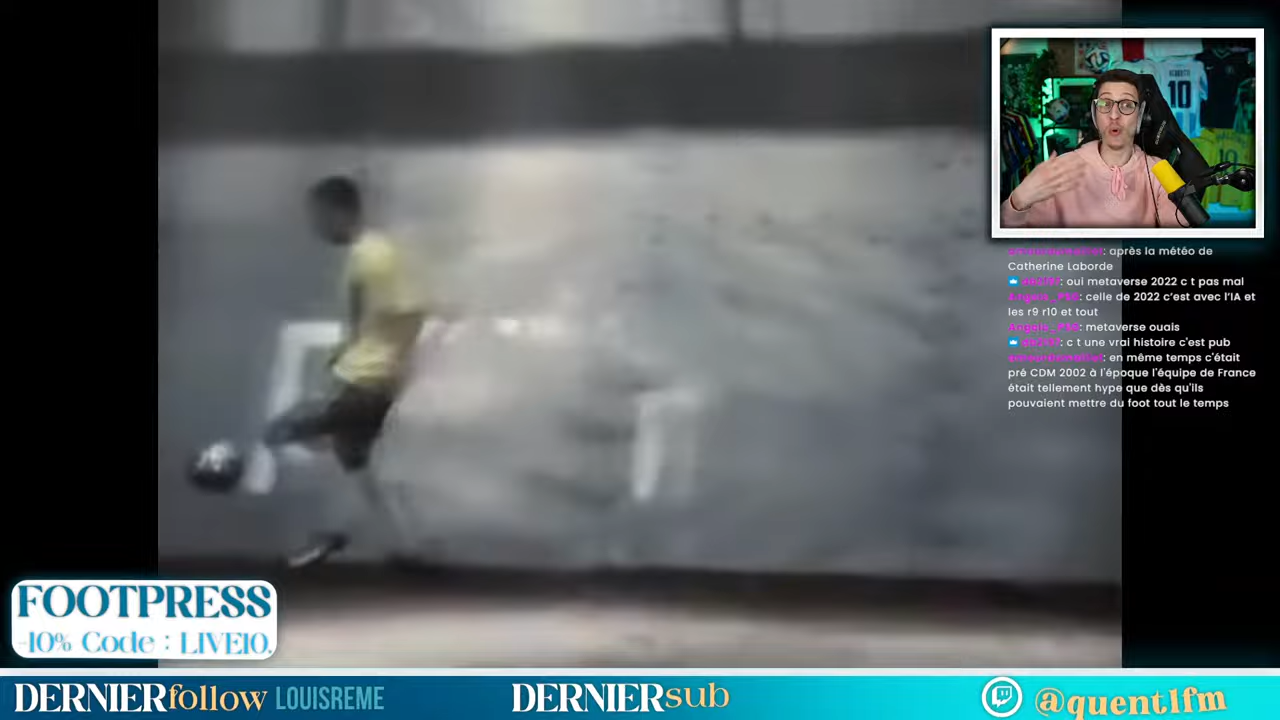 10
: après la météo de
Catherine Laborde
: oui metaverse 2022 c t pas mal
: celle de 2022 c'est avec l'IA et
les r9 r10 et tout
: metaverse ouais
: c t une vrai histoire c'est pub
: en même temps c'était
pré CDM 2002 à l'époque l'équipe de France
était tellement hype que dès qu'ils
pouvaient mettre du foot tout le temps
FOOTPRESS
-10% Code : LIVE10.
DERNIERfollow LOUISREME
DERNIERsub
@quent1fm